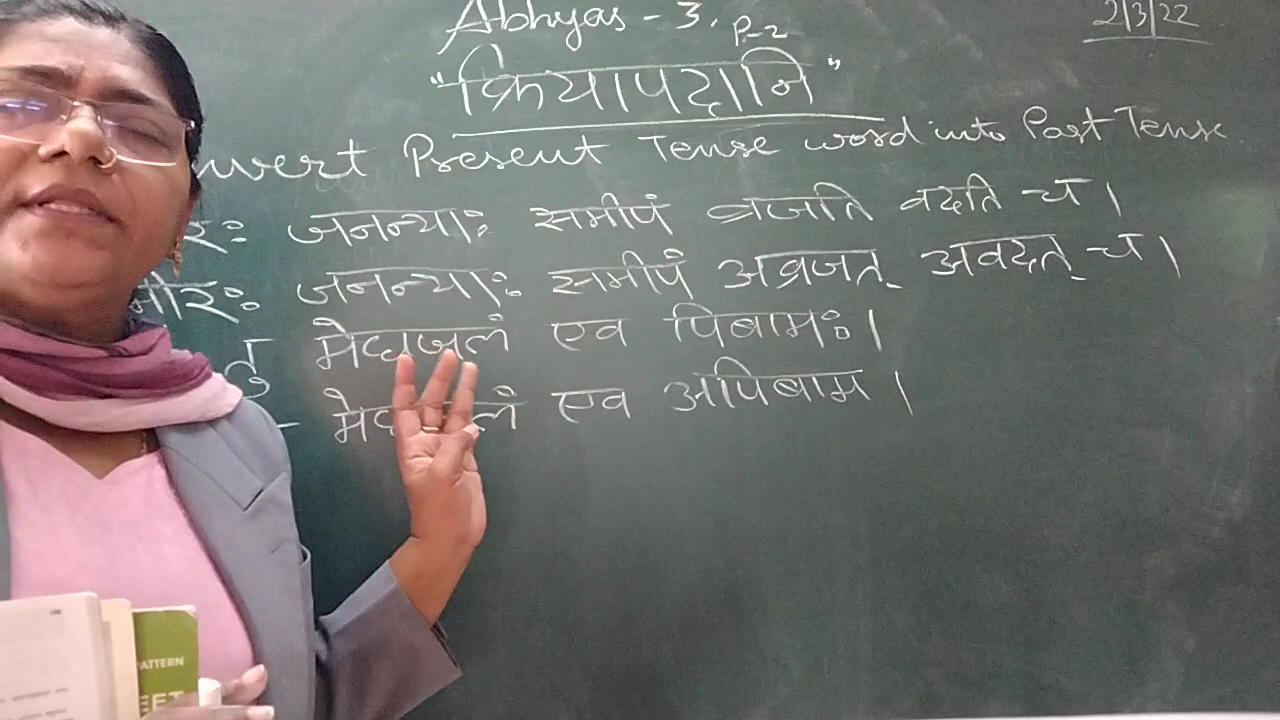 Abhyas - 3. P-2
2/3/22
"क्रियापदानि"
Present Tense word into Past Tense
जनन्याः समीपं व्रजति वदति च।
जनन्याः समीपं अव्रजत् अवदत् च।
मेघजलं एव पिबामः।
एव अपिबाम।
PATTERN